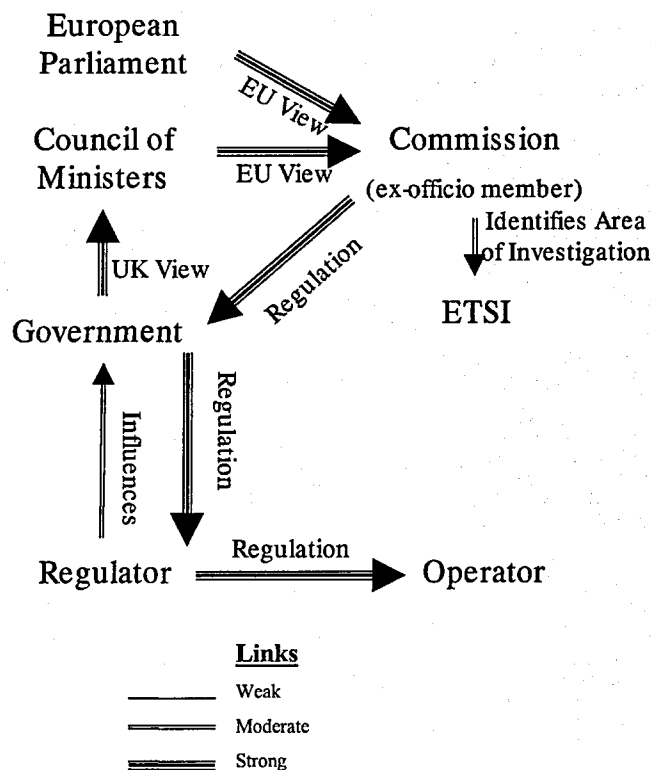 European
Parliament
EU View
Council of
Ministers
EU View
Commission
(ex-officio member)
Identifies Area
of Investigation
UK View
Regulation
ETSI
Government
Influences
Regulation
Regulator
Regulation
Operator
Links
Weak
Moderate
Strong